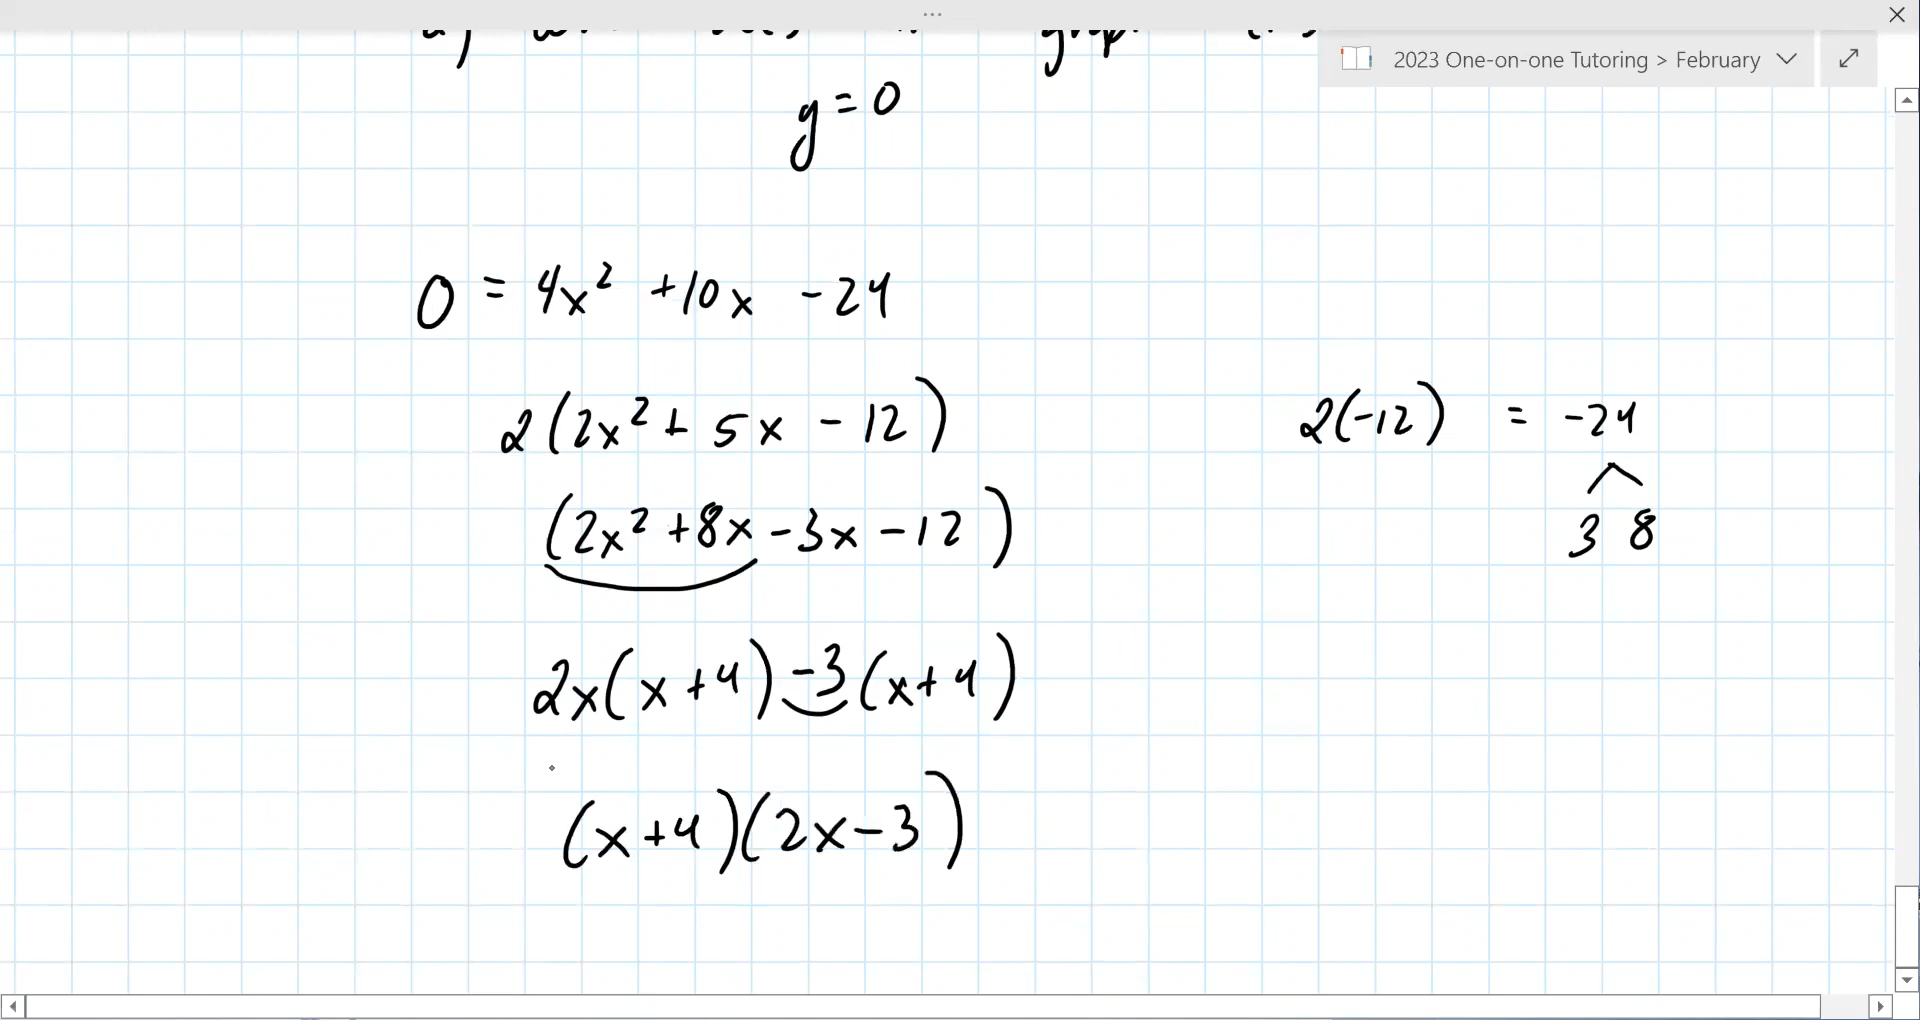 2023 One-on-one Tutoring > February
y = 0
0 = 4x² +10x -24
2(2x² + 5x - 12)
2(-12) = -24
3 8
(2x² +8x -3x -12)
2x(x+4) -3(x+4)
(x+4)(2x-3)